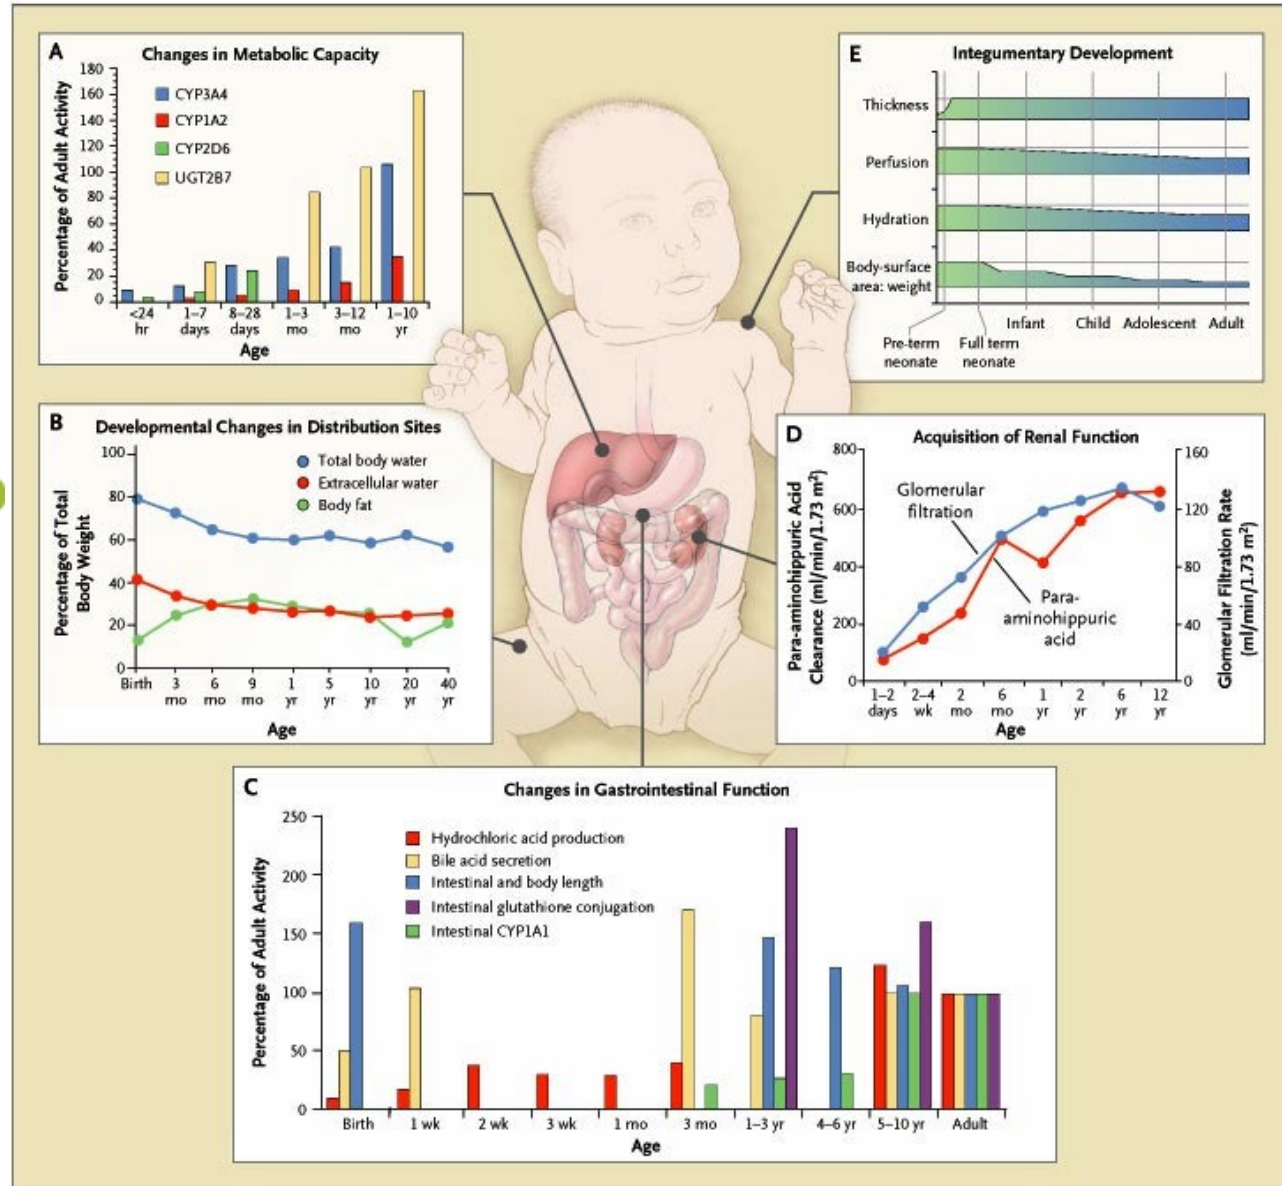 A
Changes in Metabolic Capacity
Percentage of Adult Activity
180
160
140
120
100
80
60
40
20
0
CYP3A4
CYP1A2
CYP2D6
UGT2B7
<24 hr
1–7 days
8–28 days
1–3 mo
3–12 mo
1–10 yr
Age
E
Integumentary Development
Thickness
Perfusion
Hydration
Body-surface
area: weight
Infant
Child
Adolescent
Adult
Pre-term
neonate
Full term
neonate
B
Developmental Changes in Distribution Sites
Percentage of Total
Body Weight
100
80
60
40
20
0
Total body water
Extracellular water
Body fat
Birth
3 mo
6 mo
9 mo
1 yr
5 yr
10 yr
20 yr
40 yr
Age
D
Acquisition of Renal Function
Para-aminohippuric Acid
Clearance (ml/min/1.73 m²)
800
600
400
200
0
Glomerular
filtration
Para-
aminohippuric
acid
160
120
80
40
0
Glomerular Filtration Rate
(ml/min/1.73 m²)
1–2 days
2–4 wk
2 mo
6 mo
1 yr
2 yr
6 yr
12 yr
Age
C
Changes in Gastrointestinal Function
Percentage of Adult Activity
250
200
150
100
50
0
Hydrochloric acid production
Bile acid secretion
Intestinal and body length
Intestinal glutathione conjugation
Intestinal CYP1A1
Birth
1 wk
2 wk
3 wk
1 mo
3 mo
1–3 yr
4–6 yr
5–10 yr
Adult
Age